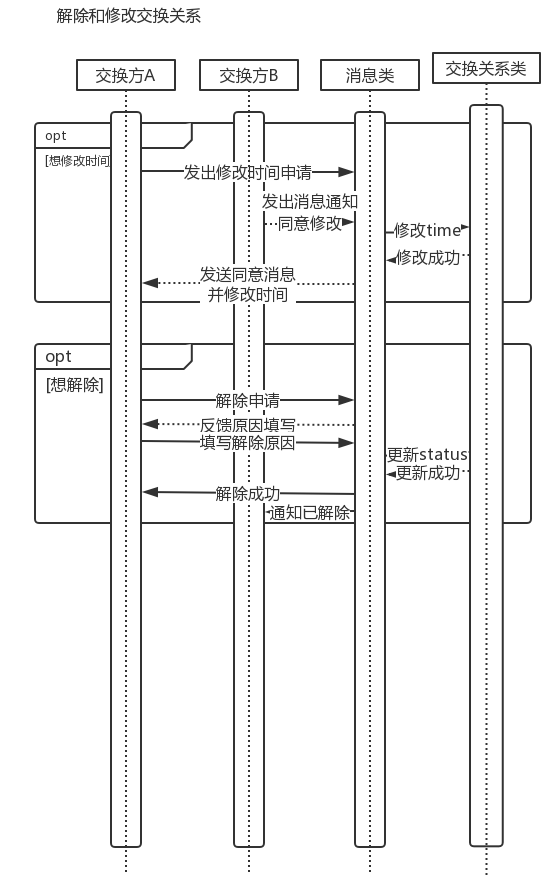 解除和修改交换关系
交换方A
交换方B
消息类
交换关系类
opt
[想修改时间]
发出修改时间申请
发出消息通知
同意修改
修改time
修改成功
发送同意消息
并修改时间
opt
[想解除]
解除申请
反馈原因填写
填写解除原因
更新status
更新成功
解除成功
通知已解除